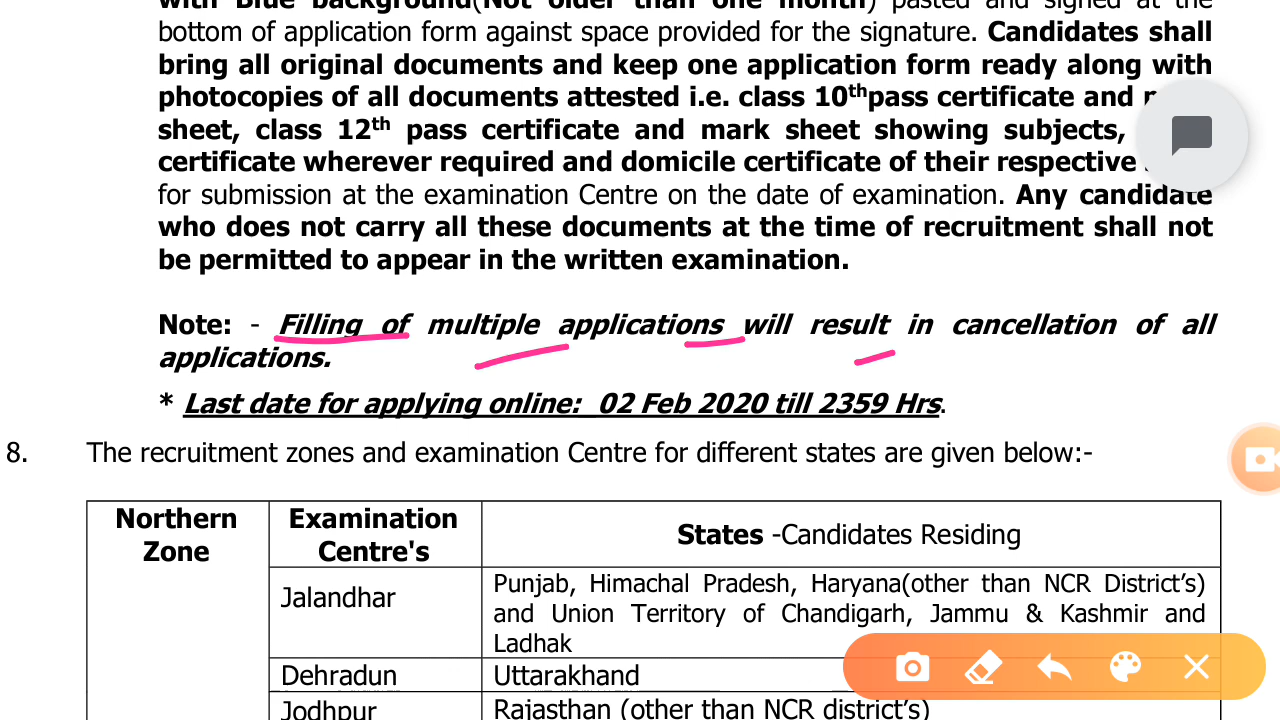 with Blue background(Not older than one month) pasted and signed at the
bottom of application form against space provided for the signature. Candidates shall
bring all original documents and keep one application form ready along with
photocopies of all documents attested i.e. class 10thpass certificate and
sheet, class 12th pass certificate and mark sheet showing subjects,
certificate wherever required and domicile certificate of their respective
for submission at the examination Centre on the date of examination. Any candidate
who does not carry all these documents at the time of recruitment shall not
be permitted to appear in the written examination.
Note: - Filling of multiple applications will result in cancellation of all
applications.
* Last date for applying online: 02 Feb 2020 till 2359 Hrs.
8. The recruitment zones and examination Centre for different states are given below:-
Northern Zone
Examination Centre's
States -Candidates Residing
Jalandhar
Punjab, Himachal Pradesh, Haryana(other than NCR District's)
and Union Territory of Chandigarh, Jammu & Kashmir and
Ladhak
Dehradun
Uttarakhand
Jodhpur
Rajasthan (other than NCR district's)